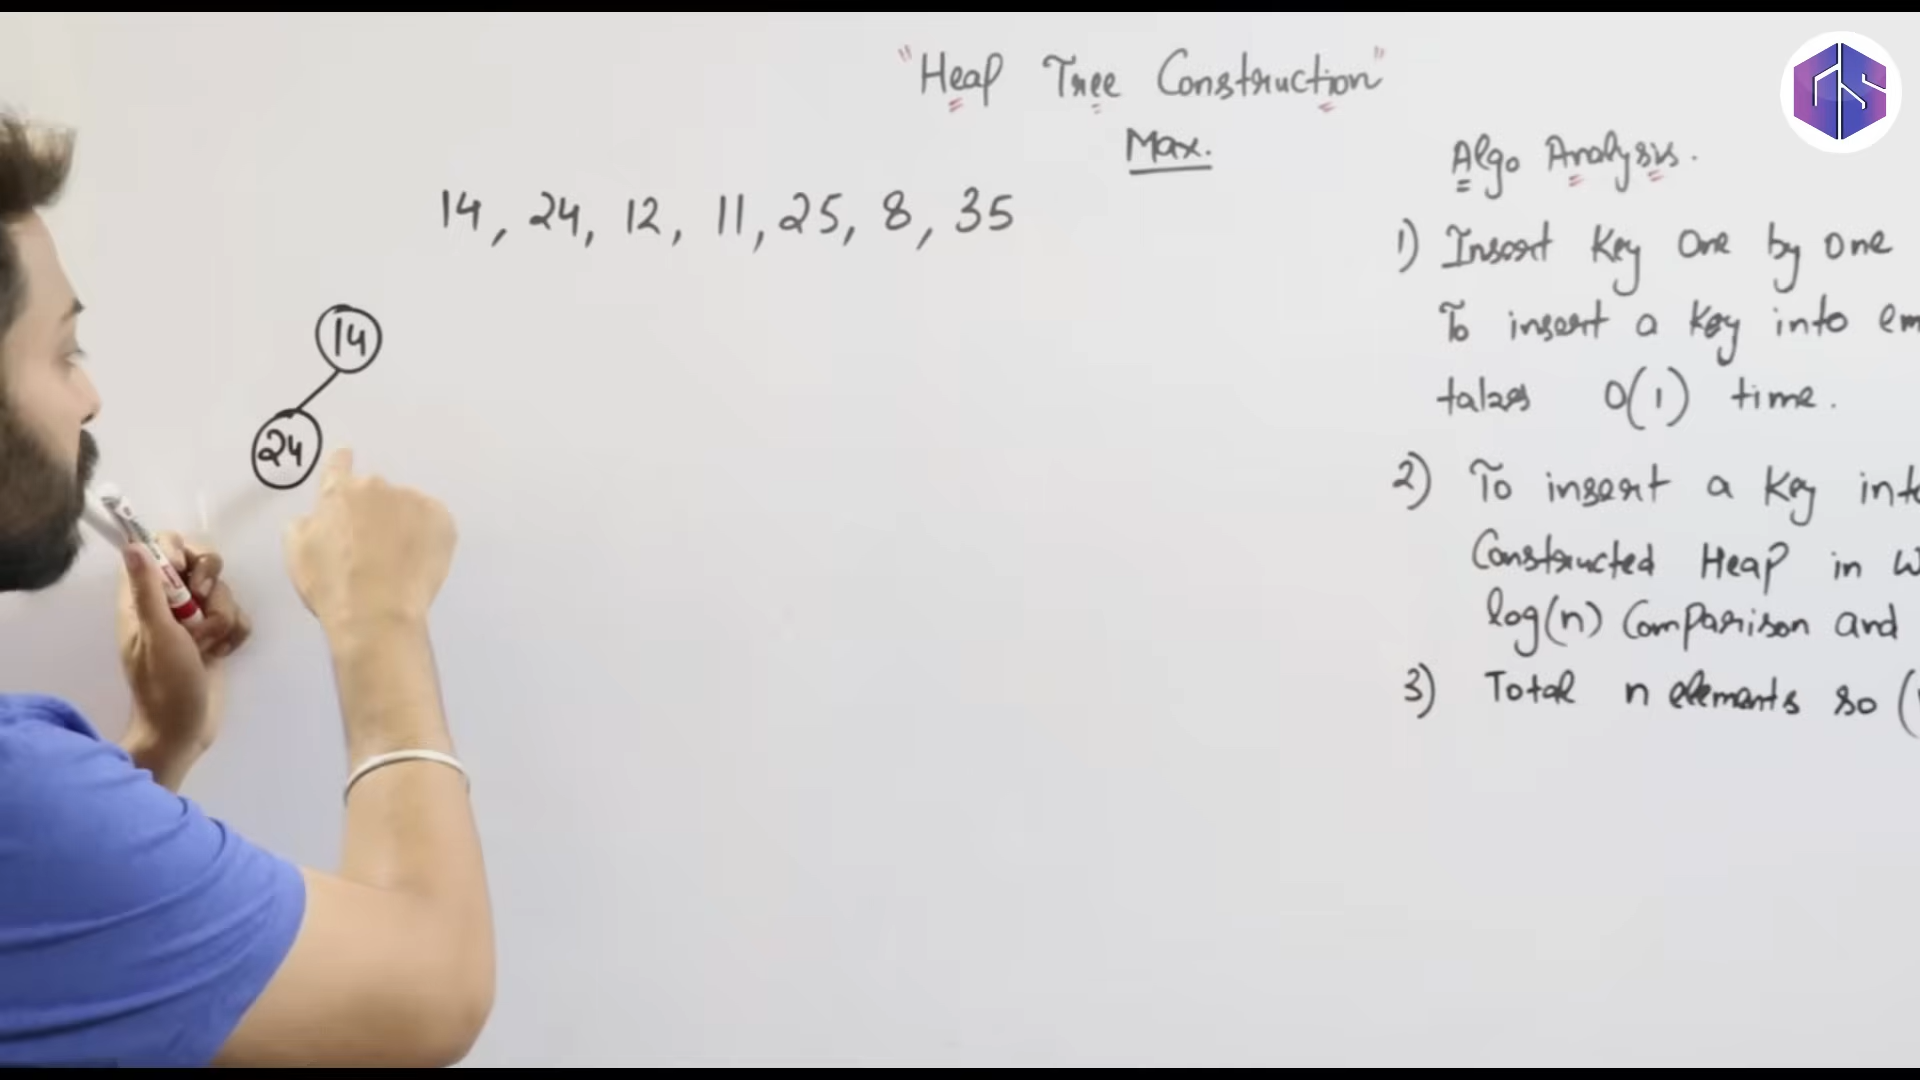 "Heap Tree Construction"
Max.
14, 24, 12, 11, 25, 8, 35
14
24
Algo Analysis.
1) Insert Key One by one
To insert a key into em
takes O(1) time.
2) To insert a key into
Constructed Heap in W
log(n) Comparison and
3) Total n elements so (